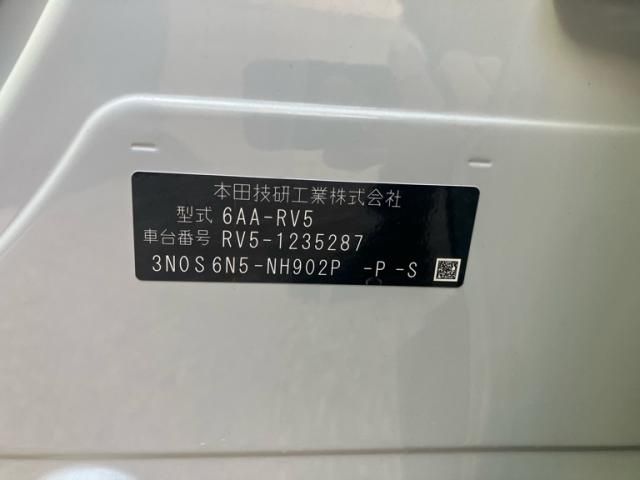 本田技研工業株式会社
型式 6AA-RV5
車台番号 RV5-1235287
3N0S6N5-NH902P -P-S